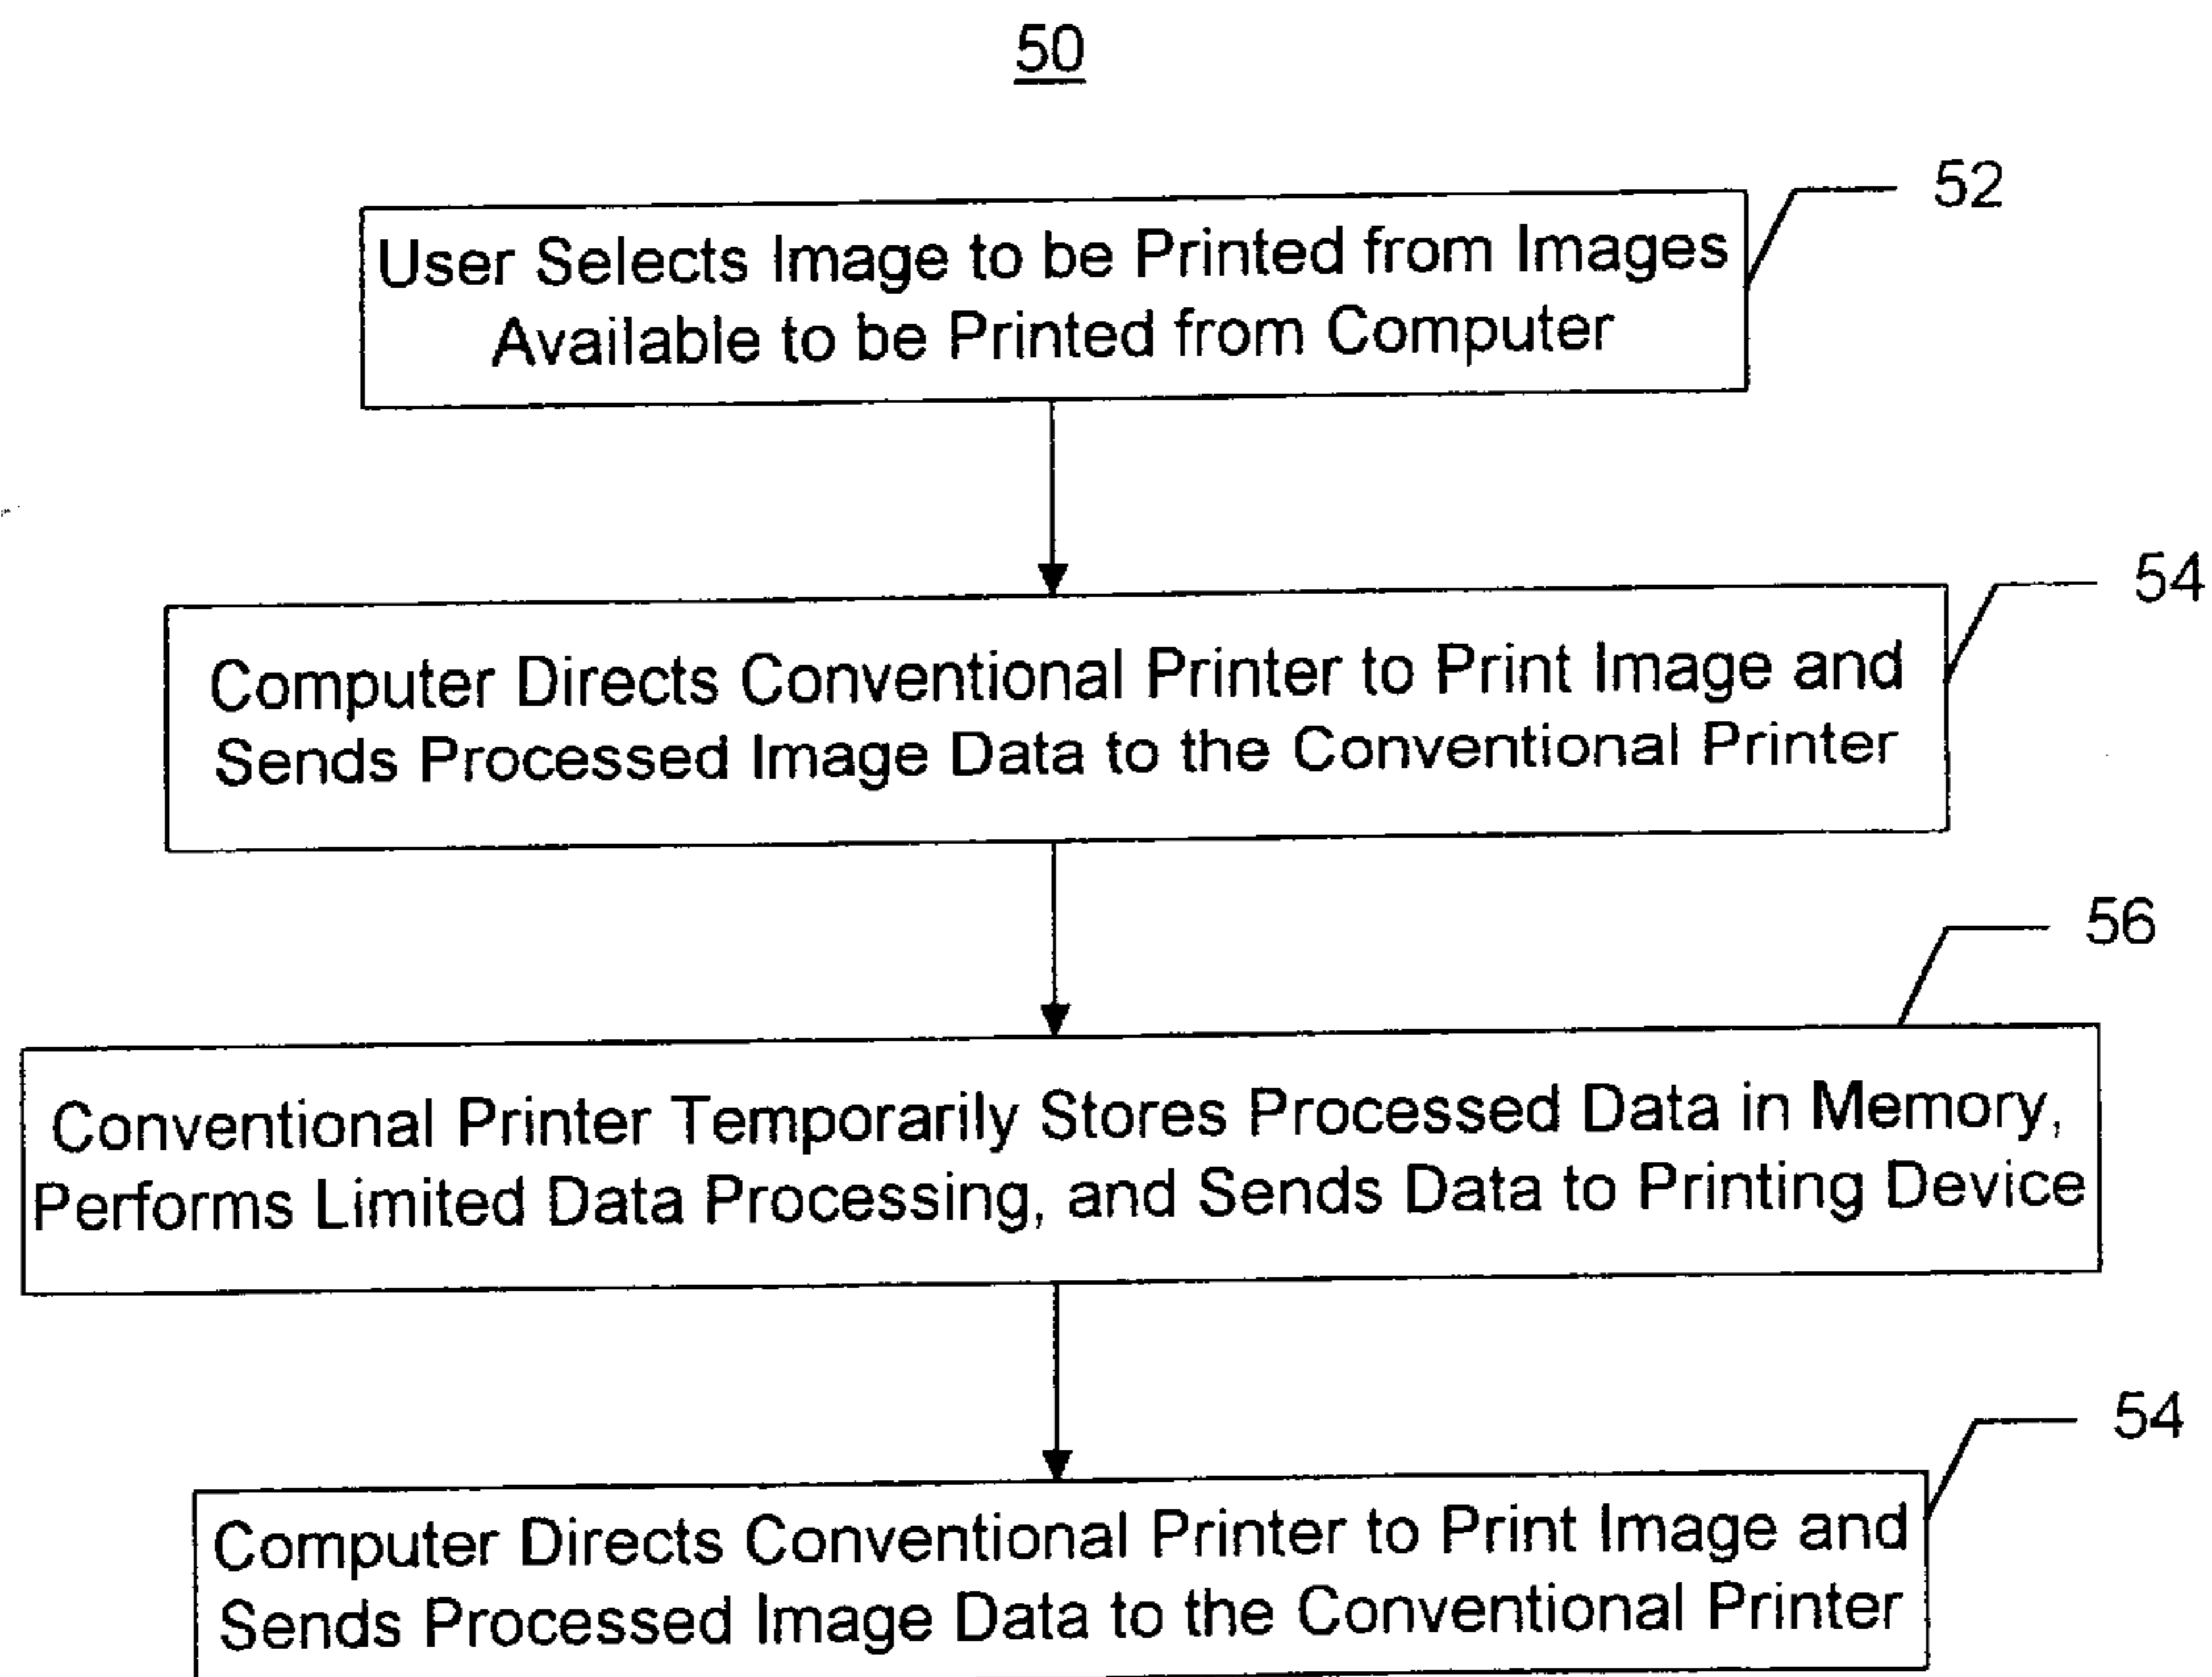 50
52
User Selects Image to be Printed from Images
Available to be Printed from Computer
54
Computer Directs Conventional Printer to Print Image and
Sends Processed Image Data to the Conventional Printer
56
Conventional Printer Temporarily Stores Processed Data in Memory,
Performs Limited Data Processing, and Sends Data to Printing Device
54
Computer Directs Conventional Printer to Print Image and
Sends Processed Image Data to the Conventional Printer